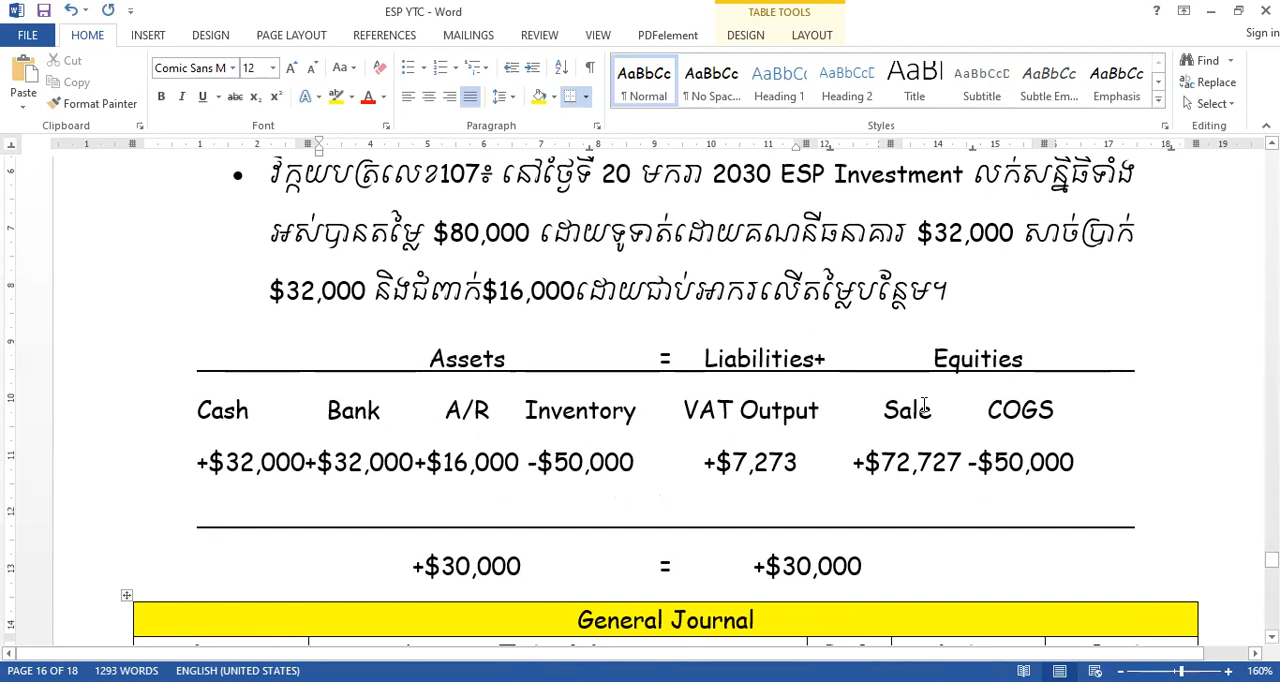 ESP YTC - Word
TABLE TOOLS
FILE HOME INSERT DESIGN PAGE LAYOUT REFERENCES MAILINGS REVIEW VIEW PDFelement DESIGN LAYOUT Sign in
Cut
Copy
Format Painter
Paste
Comic Sans M 12
AaBbCc AaBbCc AaBbC AaBbCc AaBl AaBbCcD AaBbCc AaBbCc
¶ Normal ¶ No Spac... Heading 1 Heading 2 Title Subtitle Subtle Em... Emphasis
Find
Replace
Select
Clipboard Font Paragraph Styles Editing
• វិក្កយបត្រលេខ107៖ នៅថ្ងៃទី 20 មករា 2030 ESP Investment លក់សន្និធិទាំង
អស់បានតម្លៃ $80,000 ដោយទូទាត់ដោយគណនីធនាគារ $32,000 សាច់ប្រាក់
$32,000 និងជំពាក់$16,000ដោយជាប់អាករលើតម្លៃបន្ថែម។
Assets = Liabilities+ Equities
Cash Bank A/R Inventory VAT Output Sale COGS
+$32,000+$32,000+$16,000 -$50,000 +$7,273 +$72,727 -$50,000
+$30,000 = +$30,000
General Journal
PAGE 16 OF 18 1293 WORDS ENGLISH (UNITED STATES) 160%